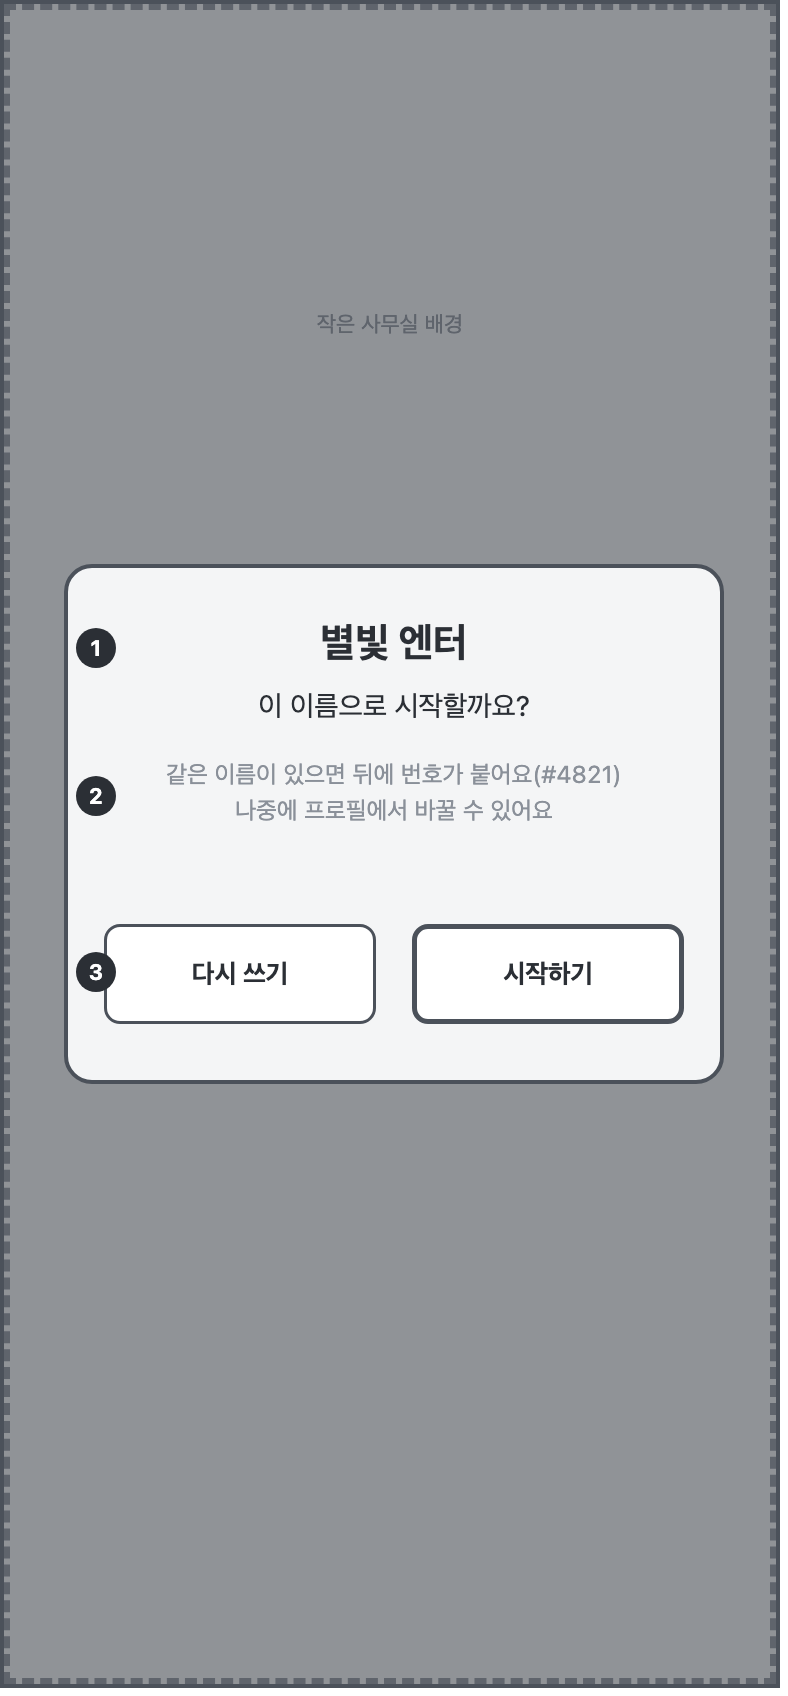 작은 사무실 배경
1
별빛 엔터
이 이름으로 시작할까요?
2
같은 이름이 있으면 뒤에 번호가 붙어요(#4821)
나중에 프로필에서 바꿀 수 있어요
3
다시 쓰기
시작하기